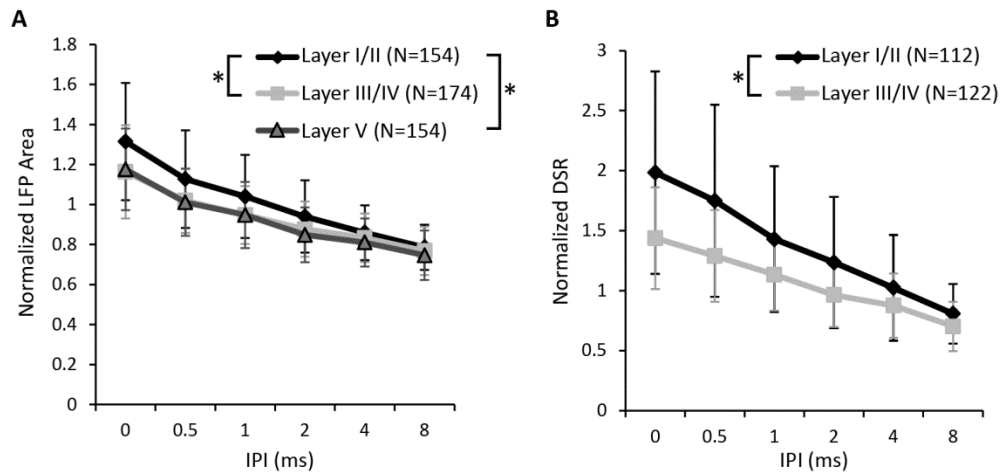 A
Normalized LFP Area
1.8
1.6
1.4
1.2
1
0.8
0.6
0.4
0.2
0
* Layer I/II (N=154) *
Layer III/IV (N=174)
Layer V (N=154)
0 0.5 1 2 4 8
IPI (ms)
B
Normalized DSR
3
2.5
2
1.5
1
0.5
0
* Layer I/II (N=112)
Layer III/IV (N=122)
0 0.5 1 2 4 8
IPI (ms)